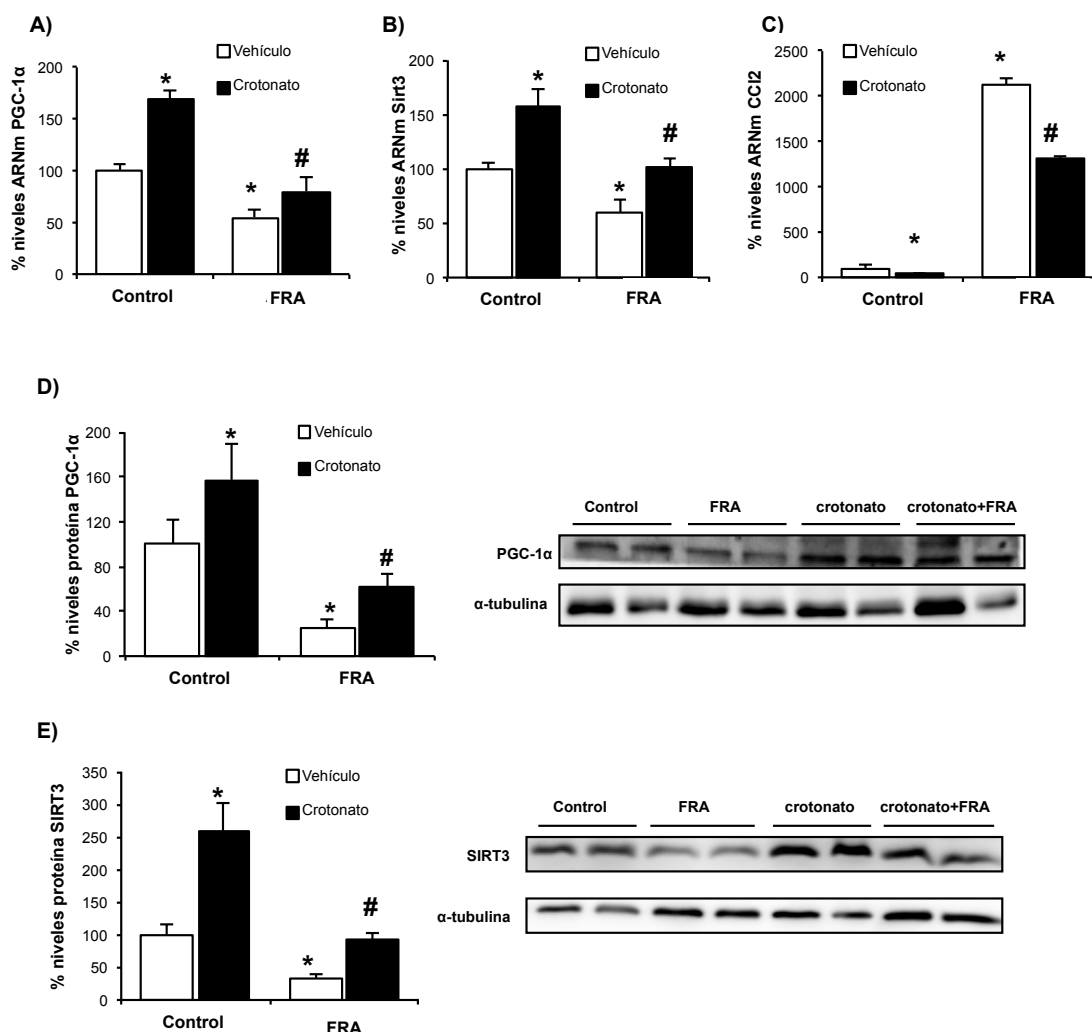 A)
Vehículo
Crotonato
% niveles ARNm PGC-1α
200
150
100
50
0
*
*
#
Control
FRA
B)
Vehículo
Crotonato
% niveles ARNm Sirt3
200
150
100
50
0
*
*
#
Control
FRA
C)
Vehículo
Crotonato
% niveles ARNm CCl2
2500
2000
1500
1000
500
0
*
*
#
Control
FRA
D)
Vehículo
Crotonato
% niveles proteína PGC-1α
200
160
120
80
40
0
*
*
#
Control
FRA
Control FRA crotonato crotonato+FRA
PGC-1α
α-tubulina
E)
Vehículo
Crotonato
% niveles proteína SIRT3
350
300
250
200
150
100
50
0
*
*
#
Control
FRA
Control FRA crotonato crotonato+FRA
SIRT3
α-tubulina